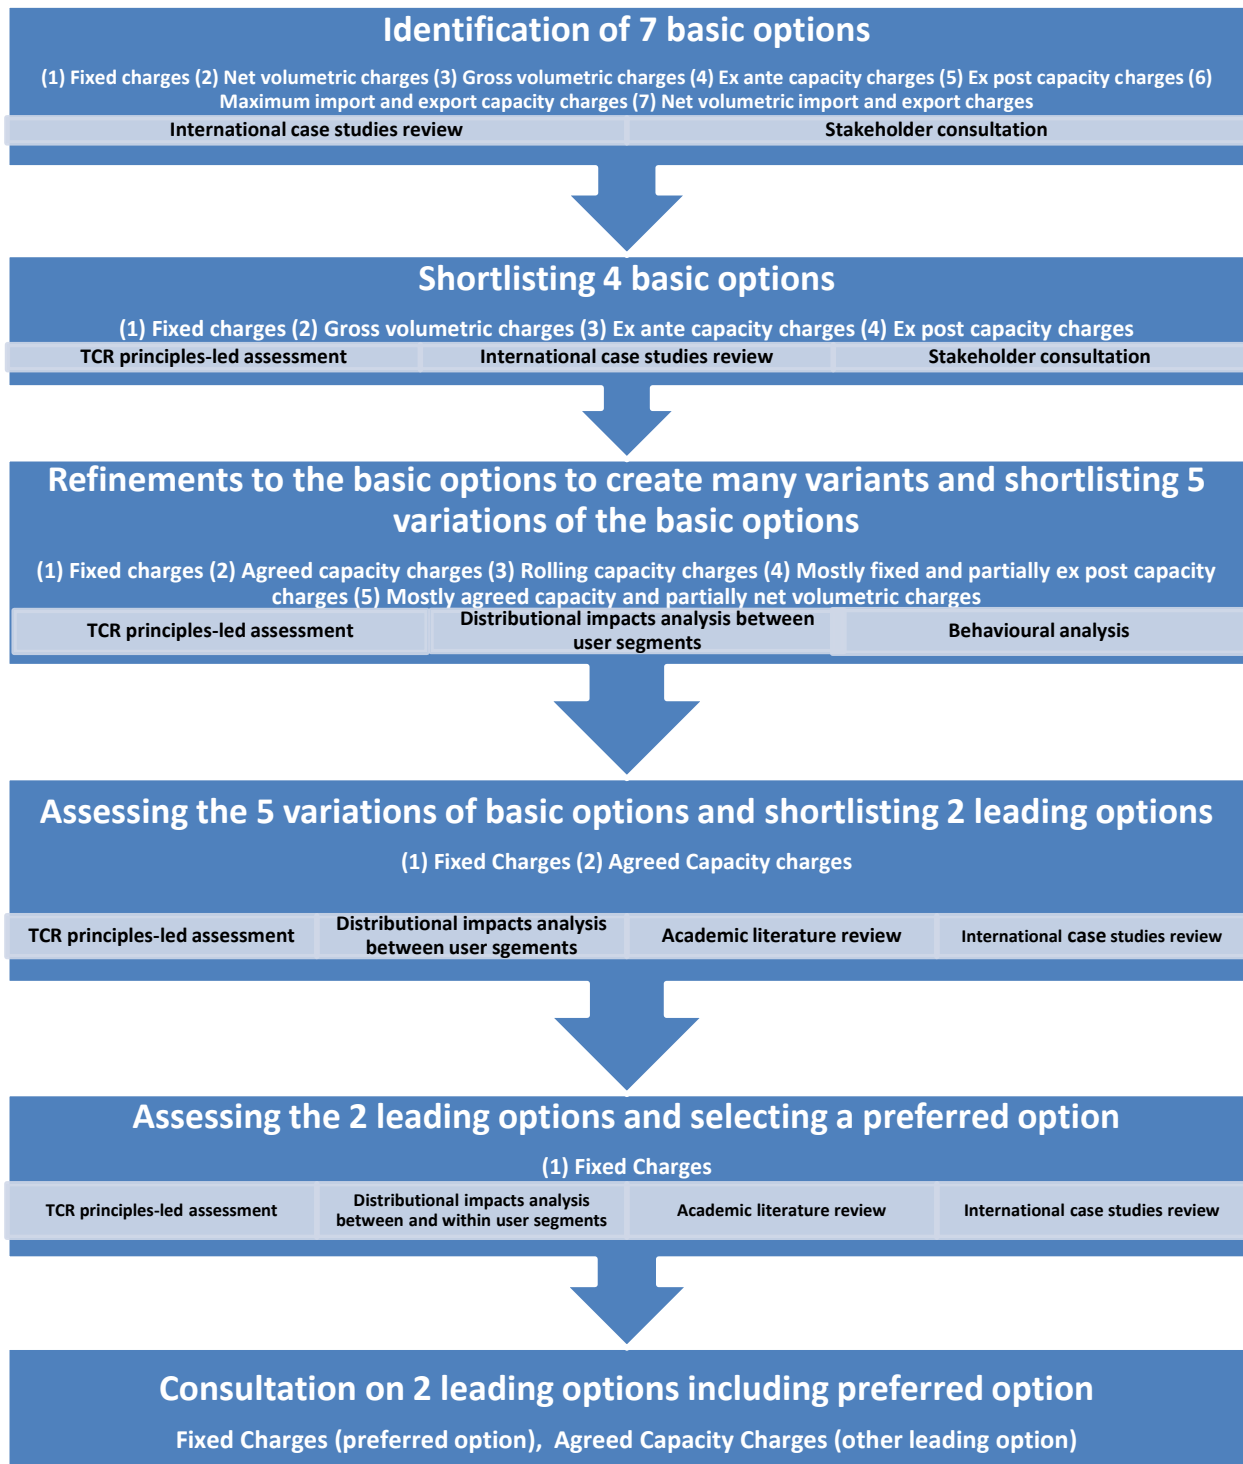 Identification of 7 basic options
(1) Fixed charges (2) Net volumetric charges (3) Gross volumetric charges (4) Ex ante capacity charges (5) Ex post capacity charges (6)
Maximum import and export capacity charges (7) Net volumetric import and export charges
International case studies review
Stakeholder consultation
Shortlisting 4 basic options
(1) Fixed charges (2) Gross volumetric charges (3) Ex ante capacity charges (4) Ex post capacity charges
TCR principles-led assessment
International case studies review
Stakeholder consultation
Refinements to the basic options to create many variants and shortlisting 5
variations of the basic options
(1) Fixed charges (2) Agreed capacity charges (3) Rolling capacity charges (4) Mostly fixed and partially ex post capacity
charges (5) Mostly agreed capacity and partially net volumetric charges
TCR principles-led assessment
Distributional impacts analysis between
user segments
Behavioural analysis
Assessing the 5 variations of basic options and shortlisting 2 leading options
(1) Fixed Charges (2) Agreed Capacity charges
TCR principles-led assessment
Distributional impacts analysis
between user sgements
Academic literature review
International case studies review
Assessing the 2 leading options and selecting a preferred option
(1) Fixed Charges
TCR principles-led assessment
Distributional impacts analysis
between and within user segments
Academic literature review
International case studies review
Consultation on 2 leading options including preferred option
Fixed Charges (preferred option), Agreed Capacity Charges (other leading option)